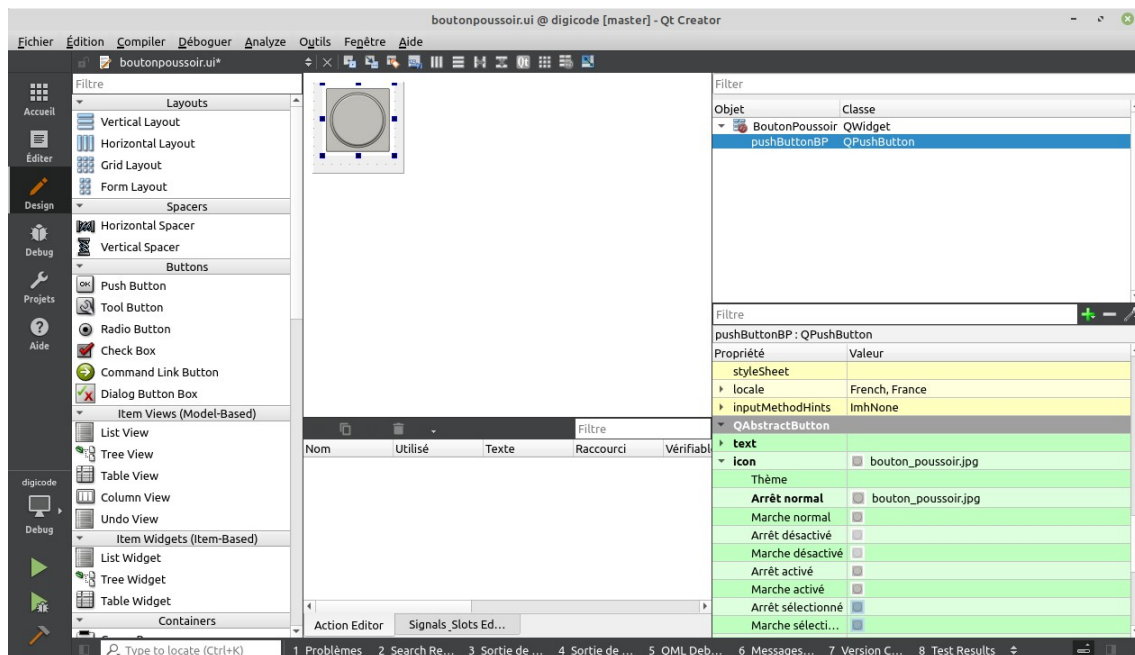 boutonpoussoir.ui @ digicode [master] - Qt Creator
Fichier Édition Compiler Déboguer Analyze Outils Fenêtre Aide
boutonpoussoir.ui*
Accueil
Éditer
Design
Debug
Projets
Aide
digicode
Debug
Filtre
Layouts
Vertical Layout
Horizontal Layout
Grid Layout
Form Layout
Spacers
Horizontal Spacer
Vertical Spacer
Buttons
OK Push Button
Tool Button
Radio Button
Check Box
Command Link Button
Dialog Button Box
Item Views (Model-Based)
List View
Tree View
Table View
Column View
Undo View
Item Widgets (Item-Based)
List Widget
Tree Widget
Table Widget
Containers
Filtre
Nom Utilisé Texte Raccourci Vérifiabl
Action Editor Signals_Slots Ed...
Filter
Objet Classe
BoutonPoussoir QWidget
pushButtonBP QPushButton
Filtre
pushButtonBP : QPushButton
Propriété Valeur
styleSheet
locale French, France
inputMethodHints ImhNone
QAbstractButton
text
icon bouton_poussoir.jpg
Thème
Arrêt normal bouton_poussoir.jpg
Marche normal
Arrêt désactivé
Marche désactivé
Arrêt activé
Marche activé
Arrêt sélectionné
Marche sélecti...
Type to locate (Ctrl+K) 1 Problèmes 2 Search Re... 3 Sortie de ... 4 Sortie de ... 5 QML Deb... 6 Messages... 7 Version C... 8 Test Results